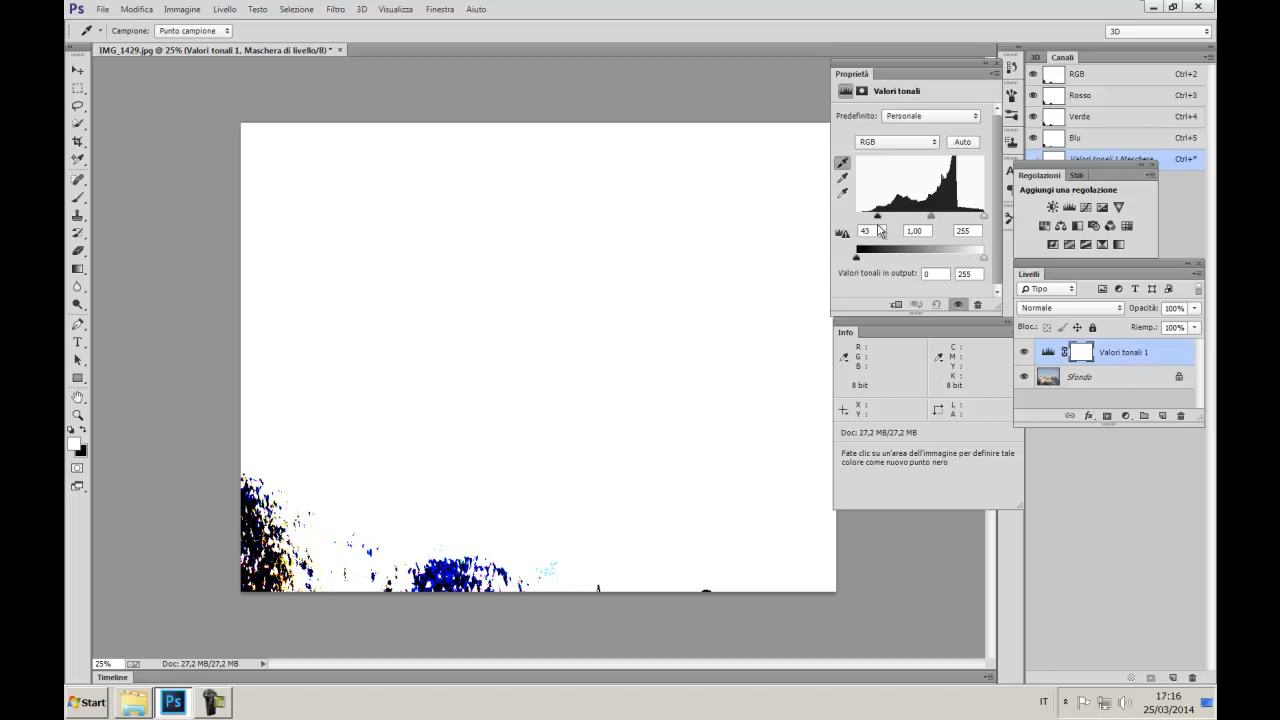 Ps File Modifica Immagine Livello Testo Selezione Filtro 3D Visualizza Finestra Aiuto
Campione: Punto campione 3D
IMG_1429.jpg @ 25% (Valori tonali 1, Maschera di livello/8) * ×
Proprietà
Valori tonali
Predefinito: Personale
RGB Auto
43 1,00 255
Valori tonali in output: 0 255
3D Canali
RGB Ctrl+2
Rosso Ctrl+3
Verde Ctrl+4
Blu Ctrl+5
Valori tonali 1 Maschera Ctrl+*
Regolazioni Stili
Aggiungi una regolazione
Livelli
Tipo
Normale Opacità: 100%
Bloc.: Riemp.: 100%
Valori tonali 1
Sfondo
Info
R : C :
G : M :
B : Y :
K :
8 bit 8 bit
X : L :
Y : A :
Doc: 27,2 MB/27,2 MB
Fate clic su un'area dell'immagine per definire tale
colore come nuovo punto nero
25% Doc: 27,2 MB/27,2 MB
Timeline
Start Ps IT 17:16
25/03/2014